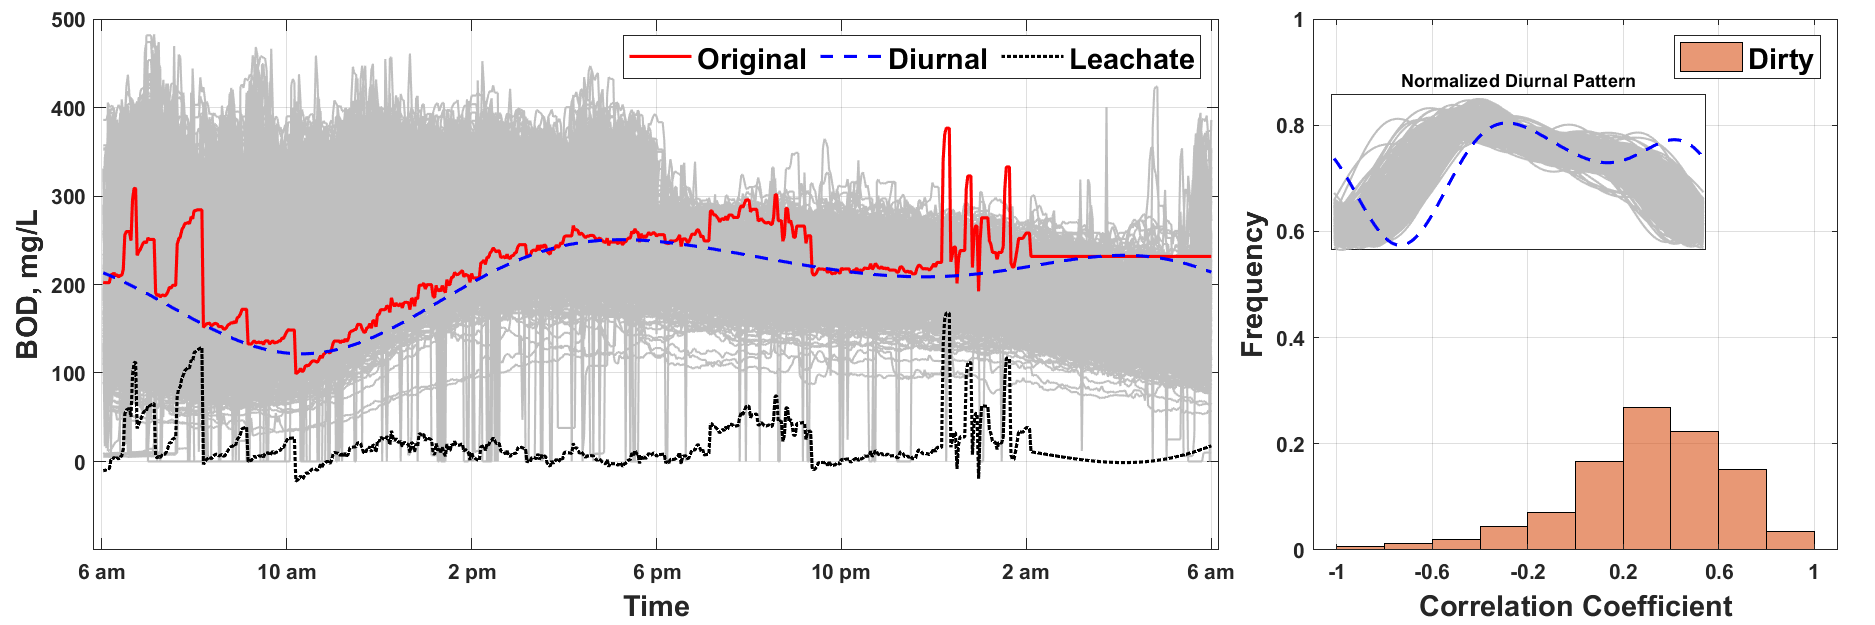 500
400
300
200
100
0
BOD, mg/L
Original Diurnal Leachate
6 am 10 am 2 pm 6 pm 10 pm 2 am 6 am
Time
1
0.8
0.6
0.4
0.2
0
Frequency
Dirty
Normalized Diurnal Pattern
-1 -0.6 -0.2 0.2 0.6 1
Correlation Coefficient